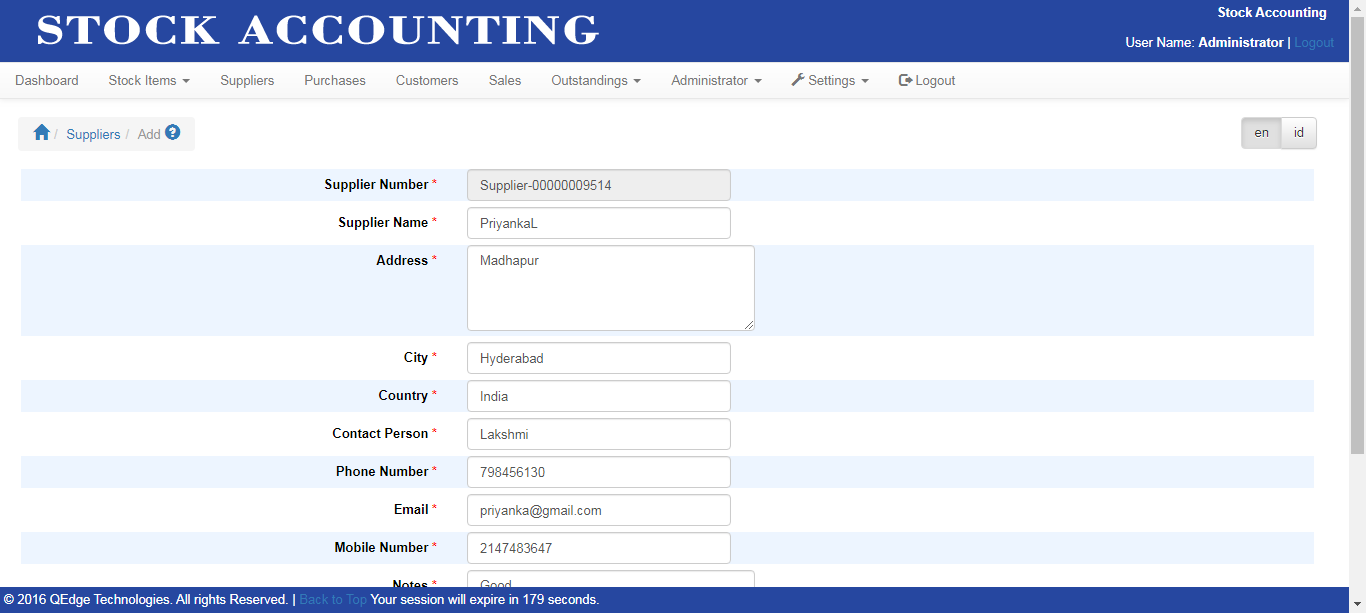 STOCK ACCOUNTING
Stock Accounting
User Name: Administrator | Logout
Dashboard Stock Items Suppliers Purchases Customers Sales Outstandings Administrator Settings Logout
/ Suppliers / Add ?
en id
Supplier Number * Supplier-00000009514
Supplier Name * PriyankaL
Address * Madhapur
City * Hyderabad
Country * India
Contact Person * Lakshmi
Phone Number * 798456130
Email * priyanka@gmail.com
Mobile Number * 2147483647
Notes * Good
© 2016 QEdge Technologies. All rights Reserved. | Back to Top Your session will expire in 179 seconds.